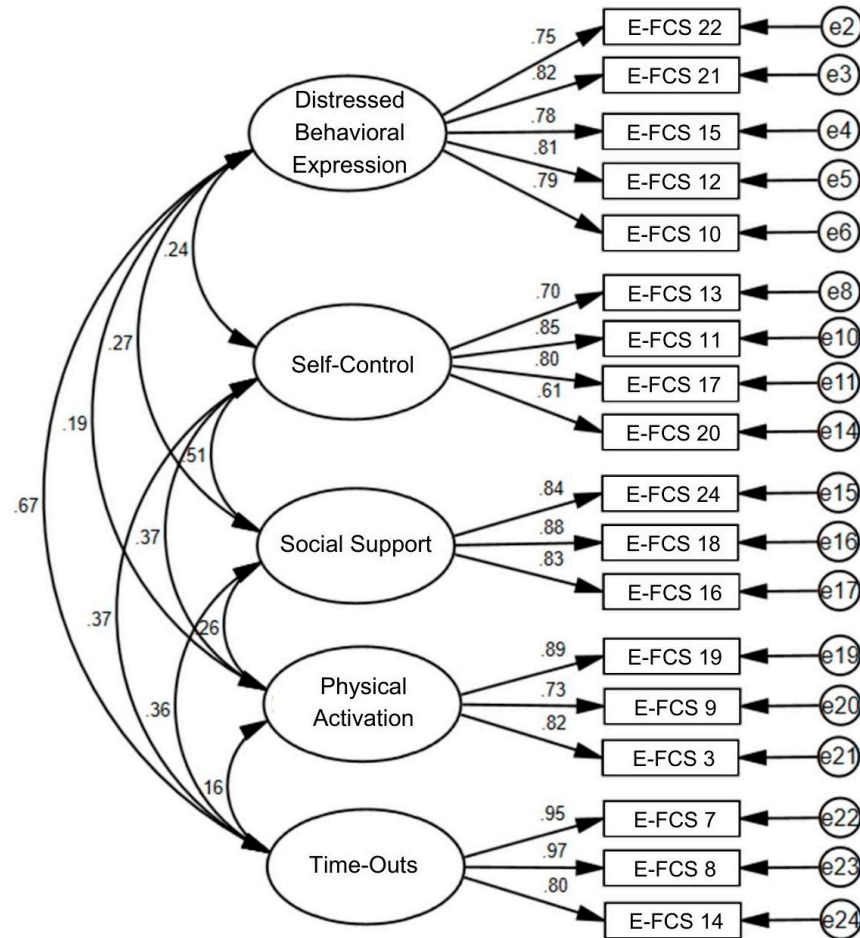 .75
E-FCS 22
e2
.82
E-FCS 21
e3
Distressed
Behavioral
Expression
.78
E-FCS 15
e4
.81
E-FCS 12
e5
.79
E-FCS 10
e6
.24
.70
E-FCS 13
e8
Self-Control
.85
E-FCS 11
e10
.80
E-FCS 17
e11
.61
E-FCS 20
e14
.27
.19
.51
.67
Social Support
.84
E-FCS 24
e15
.88
E-FCS 18
e16
.83
E-FCS 16
e17
.37
.37
.26
Physical
Activation
.89
E-FCS 19
e19
.73
E-FCS 9
e20
.82
E-FCS 3
e21
.36
.16
Time-Outs
.95
E-FCS 7
e22
.97
E-FCS 8
e23
.80
E-FCS 14
e24